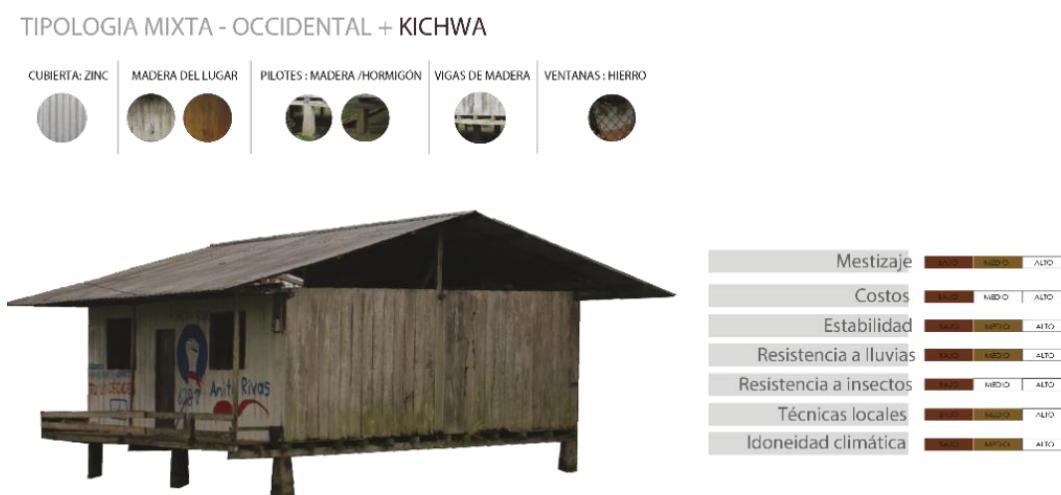 TIPOLOGIA MIXTA - OCCIDENTAL + KICHWA
CUBIERTA: ZINC
MADERA DEL LUGAR
PILOTES : MADERA /HORMIGÓN
VIGAS DE MADERA
VENTANAS : HIERRO
Mestizaje BAJO MEDIO ALTO
Costos BAJO MEDIO ALTO
Estabilidad BAJO MEDIO ALTO
Resistencia a lluvias BAJO MEDIO ALTO
Resistencia a insectos BAJO MEDIO ALTO
Técnicas locales BAJO MEDIO ALTO
Idoneidad climática BAJO MEDIO ALTO
Anita Rivas